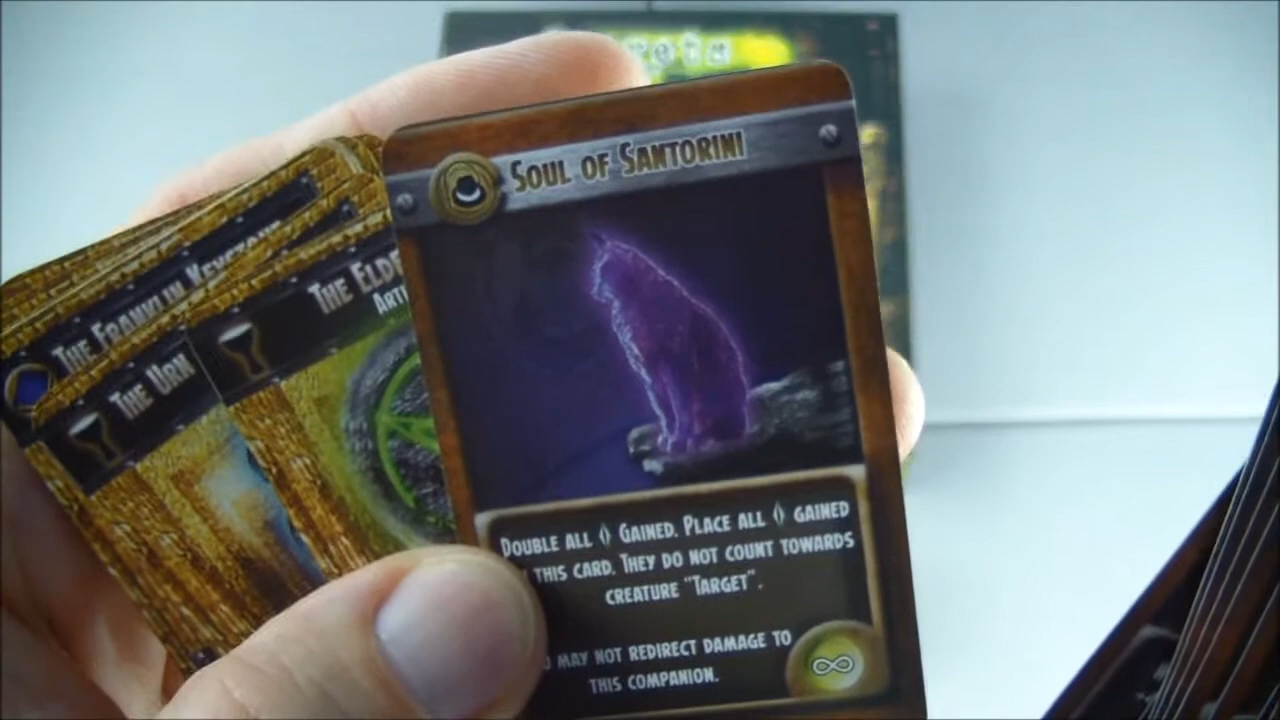 SOUL OF SANTORINI
THE FRANKLIN KEYSTONE
THE URN
THE ELDE
ARTI
DOUBLE ALL GAINED. PLACE ALL GAINED
THIS CARD. THEY DO NOT COUNT TOWARDS
CREATURE "TARGET".
MAY NOT REDIRECT DAMAGE TO
THIS COMPANION.
∞